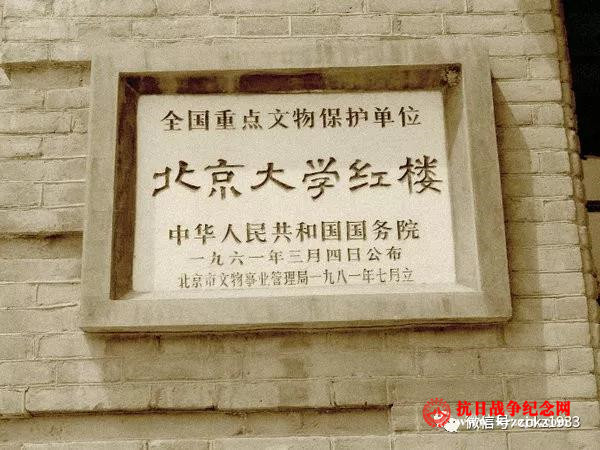 全国重点文物保护单位
北京大学红楼
中华人民共和国国务院
一九六一年三月四日公布
北京市文物事业管理局一九八一年七月立
抗日战争纪念网
微信号: cbkz1933